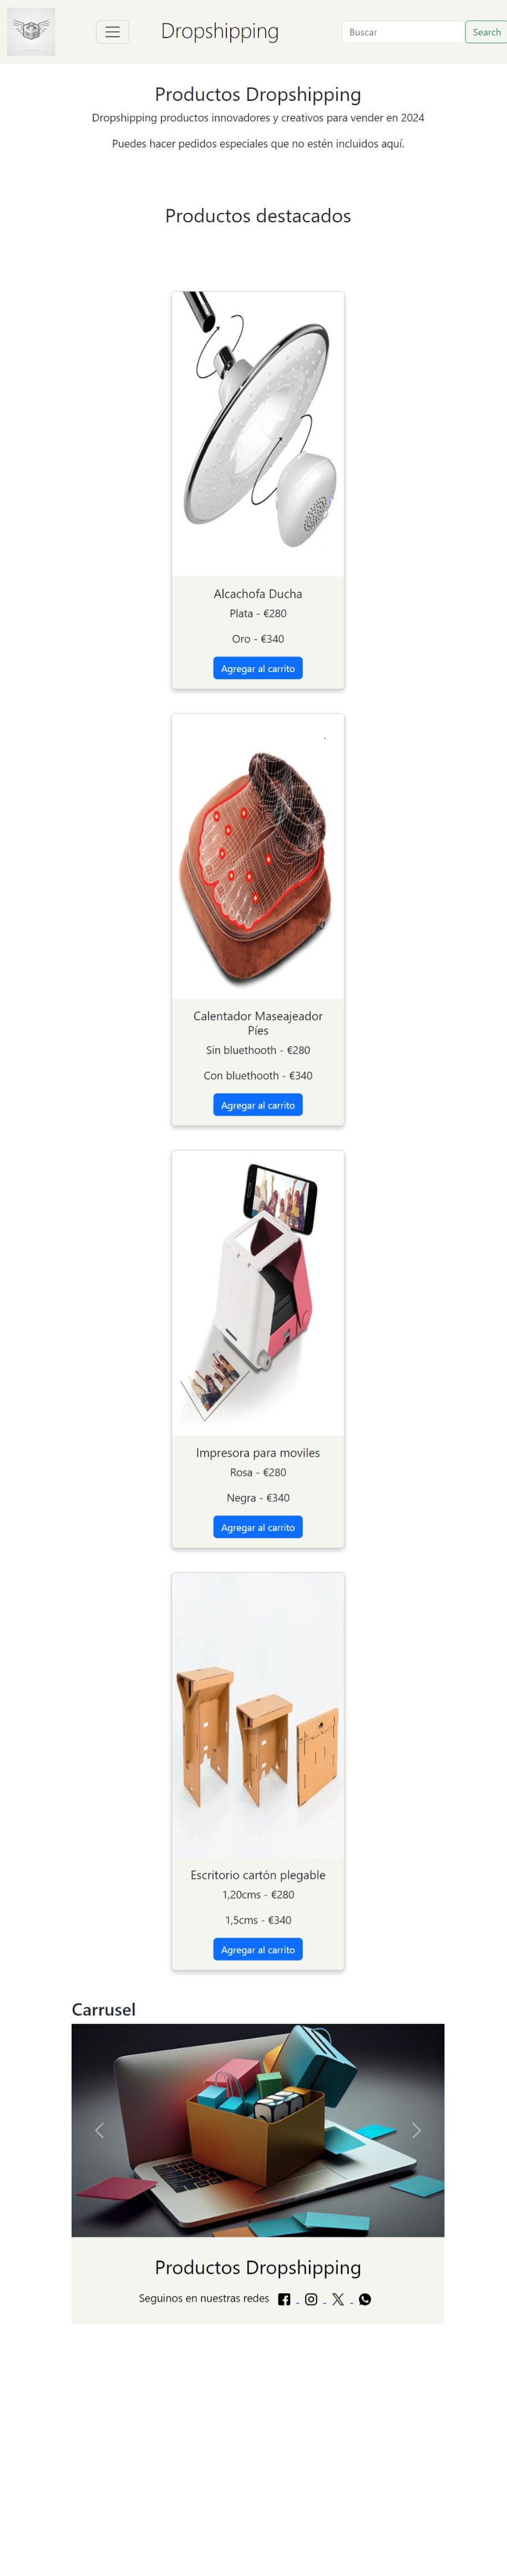 Dropshipping
Buscar
Search
Productos Dropshipping
Dropshipping productos innovadores y creativos para vender en 2024
Puedes hacer pedidos especiales que no estén incluidos aquí.
Productos destacados
Alcachofa Ducha
Plata - €280
Oro - €340
Agregar al carrito
Calentador Maseajeador
Píes
Sin bluethooth - €280
Con bluethooth - €340
Agregar al carrito
Impresora para moviles
Rosa - €280
Negra - €340
Agregar al carrito
Escritorio cartón plegable
1,20cms - €280
1,5cms - €340
Agregar al carrito
Carrusel
Productos Dropshipping
Seguinos en nuestras redes - - -